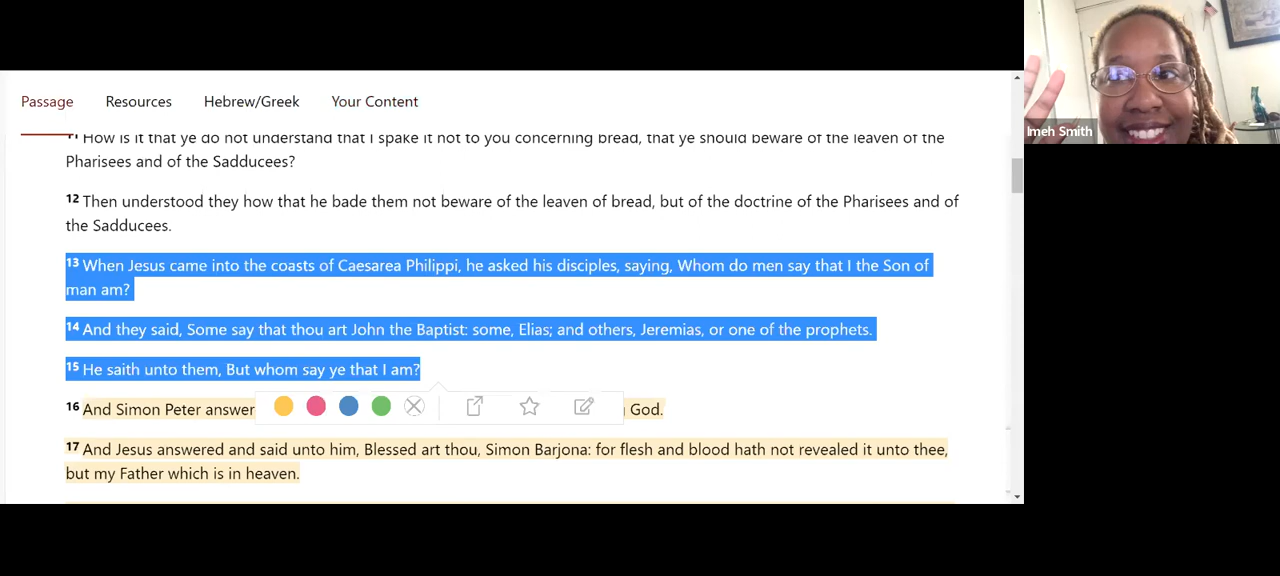 Passage Resources Hebrew/Greek Your Content
11 How is it that ye do not understand that I spake it not to you concerning bread, that ye should beware of the leaven of the
Pharisees and of the Sadducees?
12 Then understood they how that he bade them not beware of the leaven of bread, but of the doctrine of the Pharisees and of
the Sadducees.
13 When Jesus came into the coasts of Caesarea Philippi, he asked his disciples, saying, Whom do men say that I the Son of
man am?
14 And they said, Some say that thou art John the Baptist: some, Elias; and others, Jeremias, or one of the prophets.
15 He saith unto them, But whom say ye that I am?
16 And Simon Peter answer God.
17 And Jesus answered and said unto him, Blessed art thou, Simon Barjona: for flesh and blood hath not revealed it unto thee,
but my Father which is in heaven.
Imeh Smith